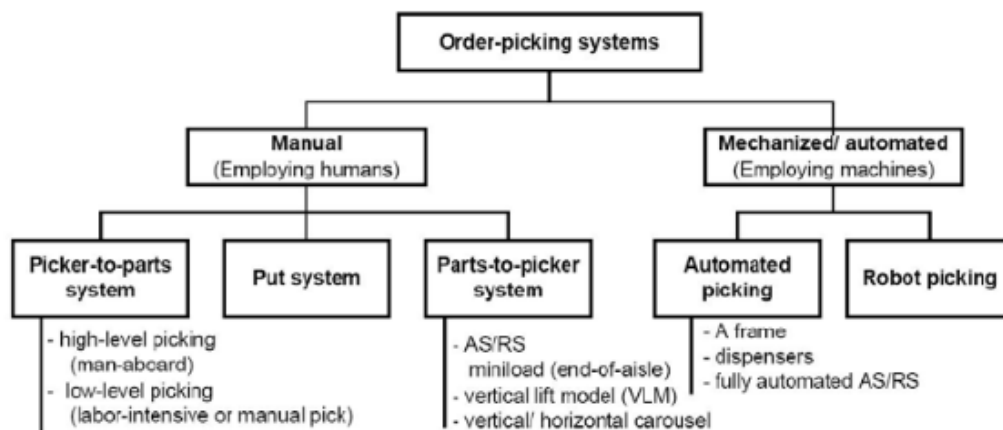 Order-picking systems
Manual
(Employing humans)
Mechanized/ automated
(Employing machines)
Picker-to-parts
system
Put system
Parts-to-picker
system
Automated
picking
Robot picking
- high-level picking
(man-aboard)
- low-level picking
(labor-intensive or manual pick)
- AS/RS
miniload (end-of-aisle)
- vertical lift model (VLM)
- vertical/ horizontal carousel
- A frame
- dispensers
- fully automated AS/RS